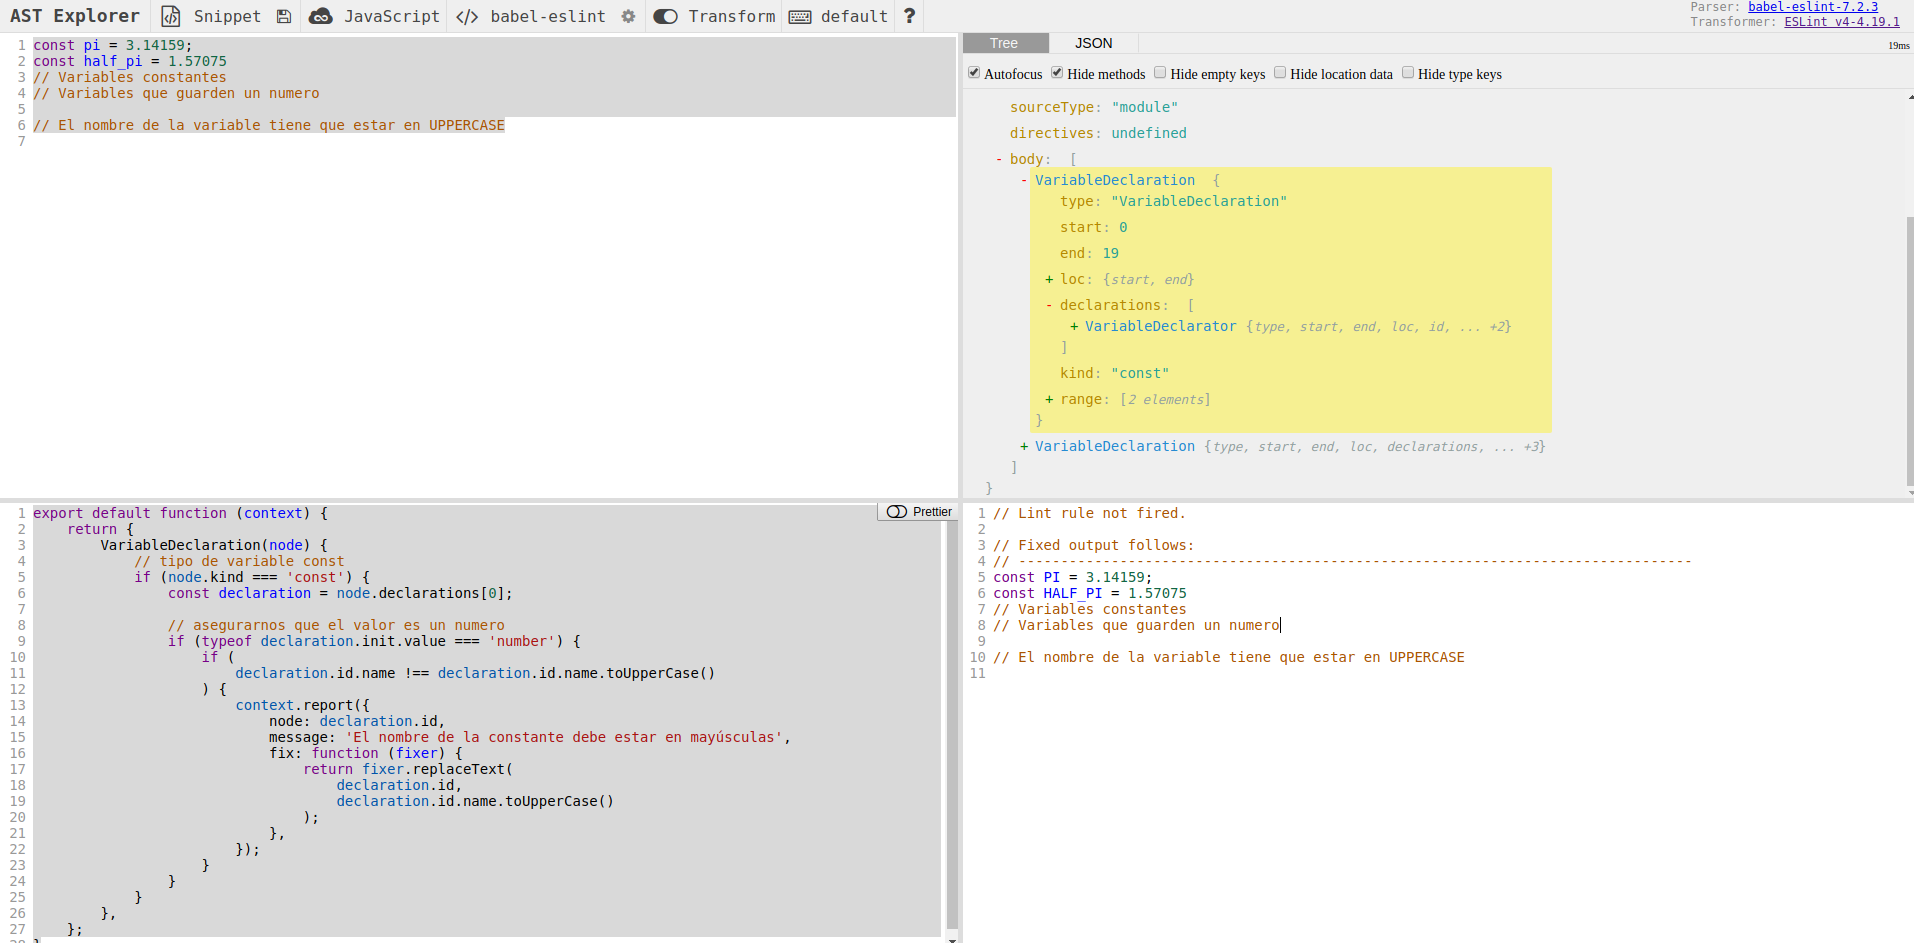 AST Explorer Snippet JavaScript </> babel-eslint Transform default ?
Parser: babel-eslint-7.2.3
Transformer: ESLint v4-4.19.1
1 const pi = 3.14159;
2 const half_pi = 1.57075
3 // Variables constantes
4 // Variables que guarden un numero
5
6 // El nombre de la variable tiene que estar en UPPERCASE
7
Tree JSON 19ms
Autofocus Hide methods Hide empty keys Hide location data Hide type keys
sourceType: "module"
directives: undefined
- body: [
- VariableDeclaration {
type: "VariableDeclaration"
start: 0
end: 19
+ loc: {start, end}
- declarations: [
+ VariableDeclarator {type, start, end, loc, id, ... +2}
]
kind: "const"
+ range: [2 elements]
}
+ VariableDeclaration {type, start, end, loc, declarations, ... +3}
]
}
Prettier
1 export default function (context) {
2 return {
3 VariableDeclaration(node) {
4 // tipo de variable const
5 if (node.kind === 'const') {
6 const declaration = node.declarations[0];
7
8 // asegurarnos que el valor es un numero
9 if (typeof declaration.init.value === 'number') {
10 if (
11 declaration.id.name !== declaration.id.name.toUpperCase()
12 ) {
13 context.report({
14 node: declaration.id,
15 message: 'El nombre de la constante debe estar en mayúsculas',
16 fix: function (fixer) {
17 return fixer.replaceText(
18 declaration.id,
19 declaration.id.name.toUpperCase()
20 );
21 },
22 });
23 }
24 }
25 }
26 },
27 };
28 }
1 // Lint rule not fired.
2
3 // Fixed output follows:
4 // --------------------------------------------------------------------------------
5 const PI = 3.14159;
6 const HALF_PI = 1.57075
7 // Variables constantes
8 // Variables que guarden un numero
9
10 // El nombre de la variable tiene que estar en UPPERCASE
11